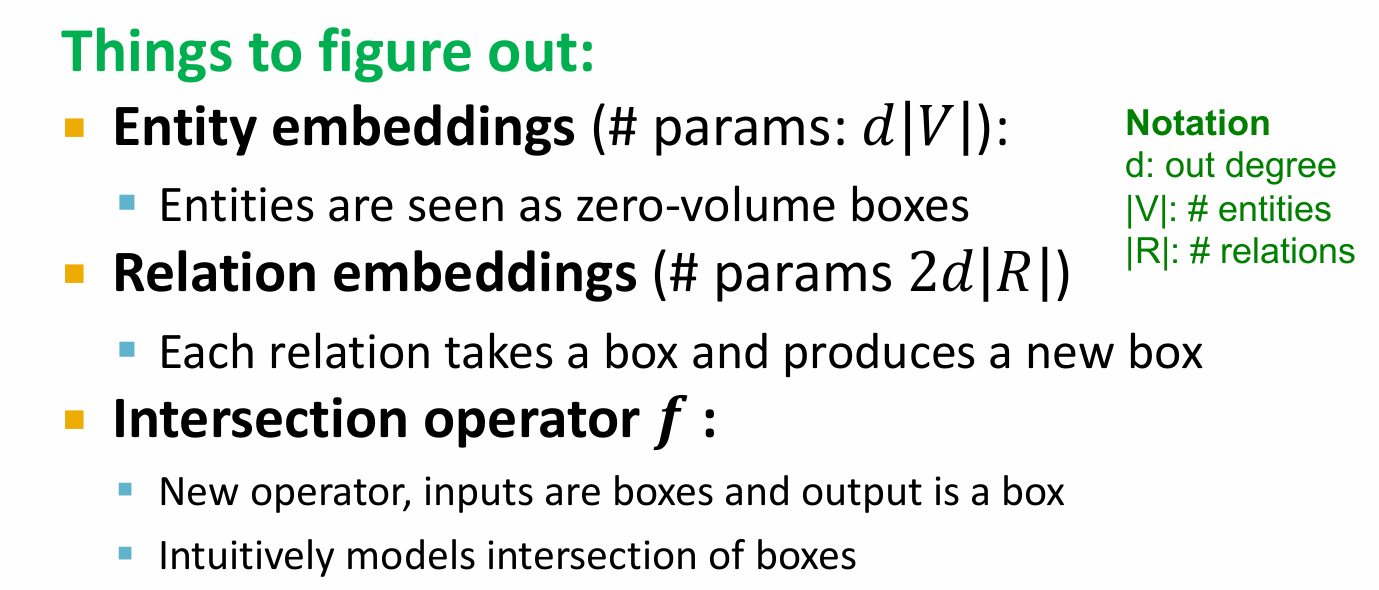 Things to figure out:
Entity embeddings (# params: d|V|):
Entities are seen as zero-volume boxes
Relation embeddings (# params 2d|R|)
Each relation takes a box and produces a new box
Intersection operator f :
New operator, inputs are boxes and output is a box
Intuitively models intersection of boxes
Notation
d: out degree
|V|: # entities
|R|: # relations